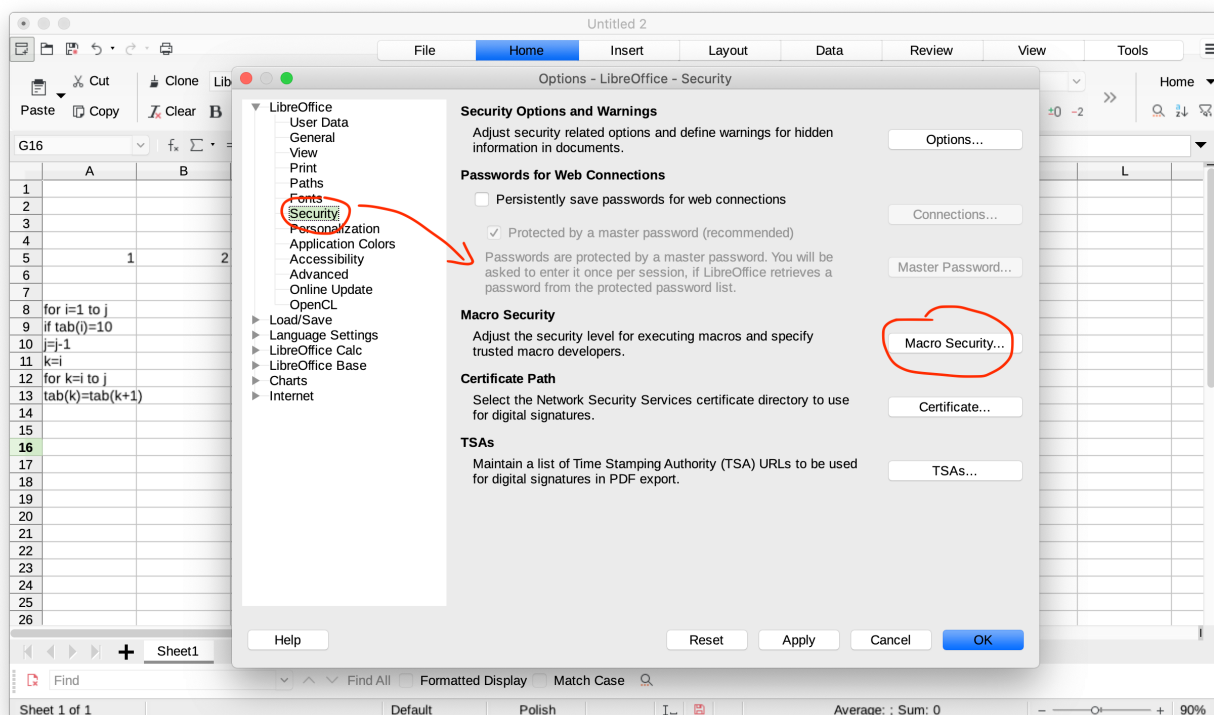 Untitled 2
File Home Insert Layout Data Review View Tools
Cut Clone Lib Home
Paste Copy Clear B ±0 -2
Options - LibreOffice - Security
G16 fx Σ =
A B L
LibreOffice
User Data
General
View
Print
Paths
Fonts
Security
Personalization
Application Colors
Accessibility
Advanced
Online Update
OpenCL
Load/Save
Language Settings
LibreOffice Calc
LibreOffice Base
Charts
Internet
Security Options and Warnings
Adjust security related options and define warnings for hidden
information in documents.
Options...
Passwords for Web Connections
Persistently save passwords for web connections
Connections...
Protected by a master password (recommended)
Passwords are protected by a master password. You will be
asked to enter it once per session, if LibreOffice retrieves a
password from the protected password list.
Master Password...
Macro Security
Adjust the security level for executing macros and specify
trusted macro developers.
Macro Security...
Certificate Path
Select the Network Security Services certificate directory to use
for digital signatures.
Certificate...
TSAs
Maintain a list of Time Stamping Authority (TSA) URLs to be used
for digital signatures in PDF export.
TSAs...
Help Reset Apply Cancel OK
1
2
3
4
5 1 2
6
7
8 for i=1 to j
9 if tab(i)=10
10 j=j-1
11 k=i
12 for k=i to j
13 tab(k)=tab(k+1)
14
15
16
17
18
19
20
21
22
23
24
25
26
Sheet1
Find Find All Formatted Display Match Case
Sheet 1 of 1 Default Polish Average: ; Sum: 0 90%